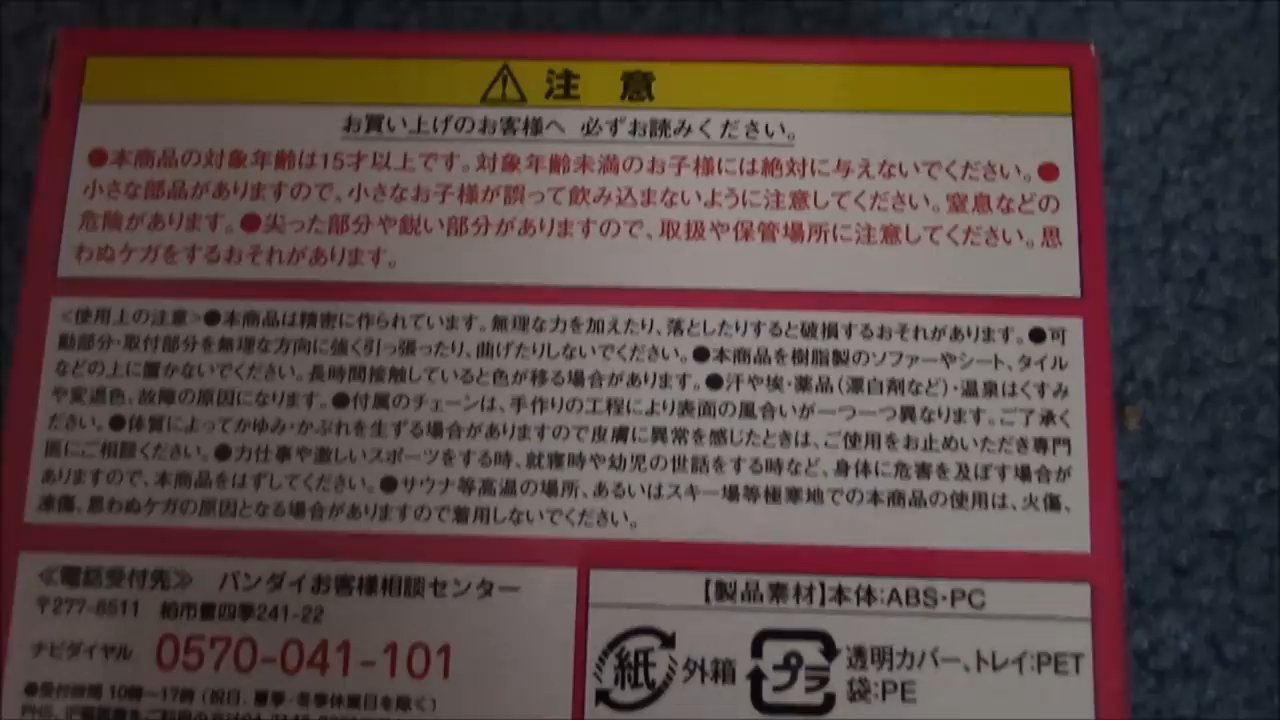 注意
お買い上げのお客様へ 必ずお読みください。
●本商品の対象年齢は15才以上です。対象年齢未満のお子様には絶対に与えないでください。●
小さな部品がありますので、小さなお子様が誤って飲み込まないように注意してください。窒息などの
危険があります。●尖った部分や鋭い部分がありますので、取扱や保管場所に注意してください。思
わぬケガをするおそれがあります。
<使用上の注意>●本商品は精密に作られています。無理な力を加えたり、落としたりすると破損するおそれがあります。●可
動部分・取付部分を無理な方向に強く引っ張ったり、曲げたりしないでください。●本商品を樹脂製のソファーやシート、タイル
などの上に置かないでください。長時間接触していると色が移る場合があります。●汗や埃・薬品(漂白剤など)・温泉はくすみ
や変退色、故障の原因になります。●付属のチェーンは、手作りの工程により表面の風合いが一つ一つ異なります。ご了承く
ださい。●体質によってかゆみ・かぶれを生ずる場合がありますので皮膚に異常を感じたときは、ご使用をお止めいただき専門
医にご相談ください。●力仕事や激しいスポーツをする時、就寝時や幼児の世話をする時など、身体に危害を及ぼす場合が
ありますので、本商品をはずしてください。●サウナ等高温の場所、あるいはスキー場等極寒地での本商品の使用は、火傷、
凍傷、思わぬケガの原因となる場合がありますので着用しないでください。
≪電話受付先≫ バンダイお客様相談センター
〒277-8511 柏市豊四季241-22
ナビダイヤル 0570-041-101
●受付時間 10時〜17時(祝日、夏季・冬季休業日を除く)
【製品素材】本体:ABS・PC
紙 外箱
プラ 透明カバー、トレイ:PET
袋:PE